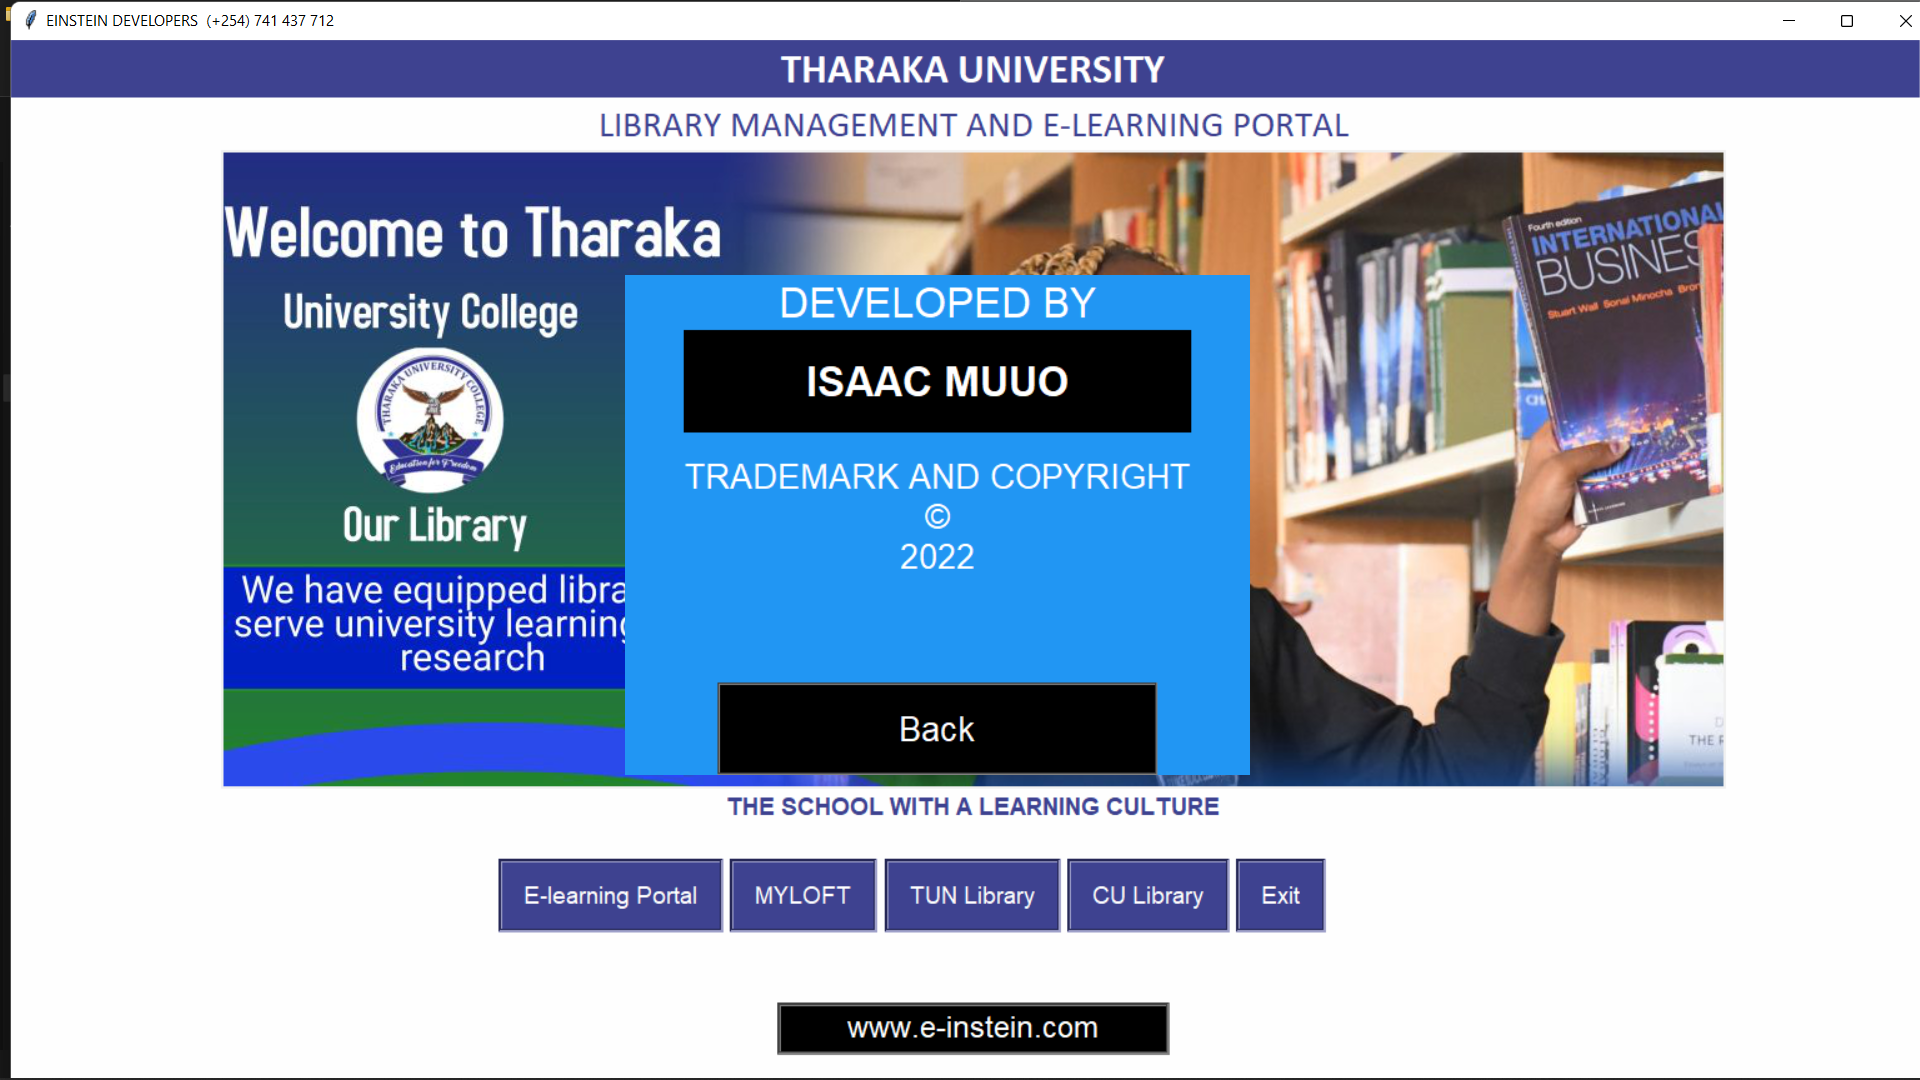 EINSTEIN DEVELOPERS (+254) 741 437 712
THARAKA UNIVERSITY
LIBRARY MANAGEMENT AND E-LEARNING PORTAL
Welcome to Tharaka
University College
THARAKA UNIVERSITY COLLEGE
Education for Freedom
Our Library
We have equipped libra
serve university learning
research
DEVELOPED BY
ISAAC MUUO
TRADEMARK AND COPYRIGHT
©
2022
Back
Fourth edition
INTERNATIONAL
BUSINES
Stuart Wall Sonal Minocha Bron
THE
THE SCHOOL WITH A LEARNING CULTURE
E-learning Portal
MYLOFT
TUN Library
CU Library
Exit
www.e-instein.com